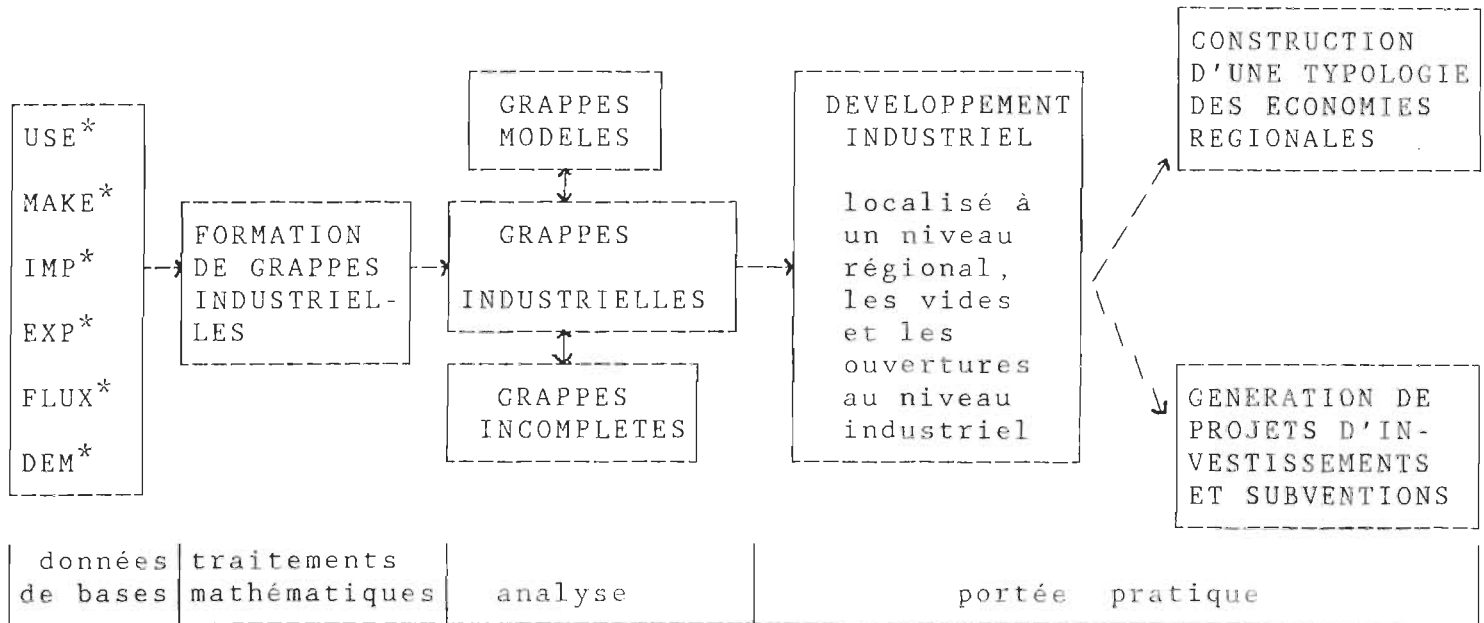 USE*
MAKE*
IMP*
EXP*
FLUX*
DEM*
FORMATION
DE GRAPPES
INDUSTRIEL-
LES
GRAPPES
MODELES
GRAPPES
INDUSTRIELLES
GRAPPES
INCOMPLETES
DEVELOPPEMENT
INDUSTRIEL
localisé à
un niveau
régional,
les vides
et les
ouvertures
au niveau
industriel
CONSTRUCTION
D'UNE TYPOLOGIE
DES ECONOMIES
REGIONALES
GENERATION DE
PROJETS D'IN-
VESTISSEMENTS
ET SUBVENTIONS
données
de bases
traitements
mathématiques
analyse
portée pratique